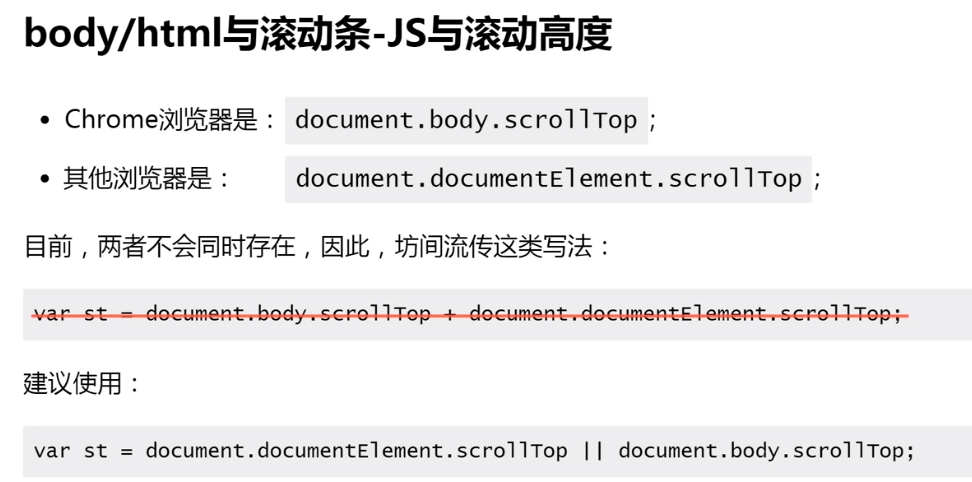 body/html与滚动条-JS与滚动高度
• Chrome浏览器是： document.body.scrollTop ;
• 其他浏览器是： document.documentElement.scrollTop ;
目前，两者不会同时存在，因此，坊间流传这类写法：
var st = document.body.scrollTop + document.documentElement.scrollTop;
建议使用：
var st = document.documentElement.scrollTop || document.body.scrollTop;